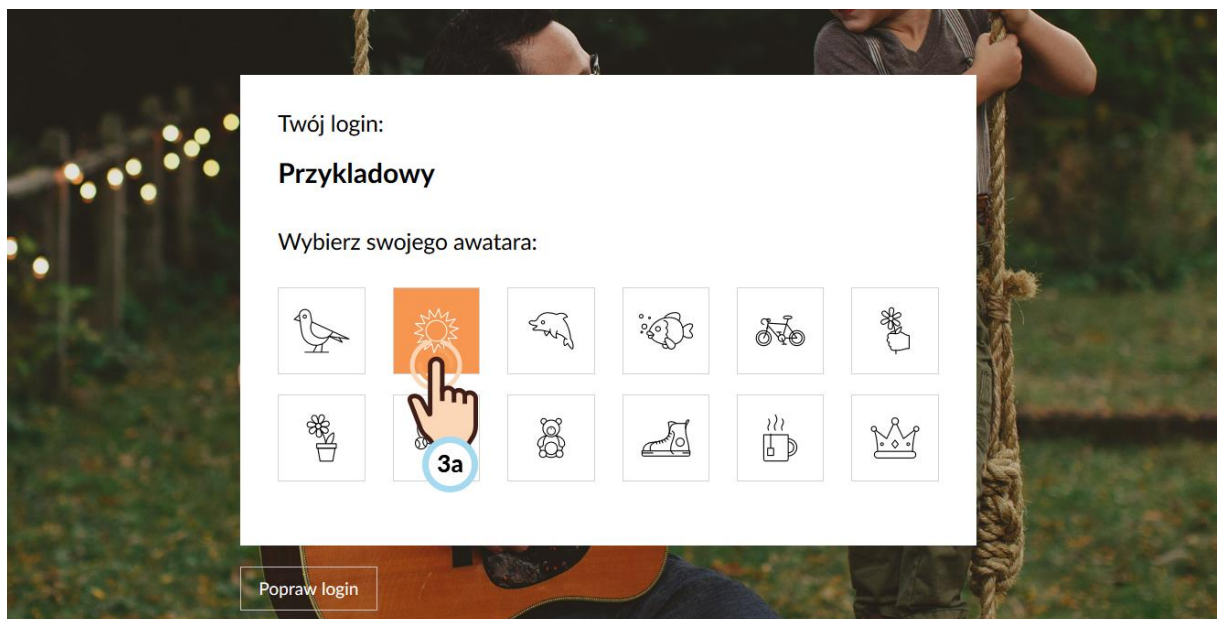 Twój login:
Przykladowy
Wybierz swojego awatara:
3a
Popraw login